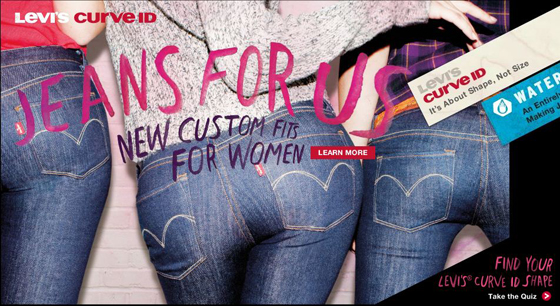 Levi's Curve ID
JEANS FOR US
NEW CUSTOM FITS
FOR WOMEN
LEARN MORE
Levi's
CURVE ID
It's About Shape, Not Size
WATER
An Entirel
Making
FIND YOUR
LEVI'S® CURVE ID SHAPE
Take the Quiz